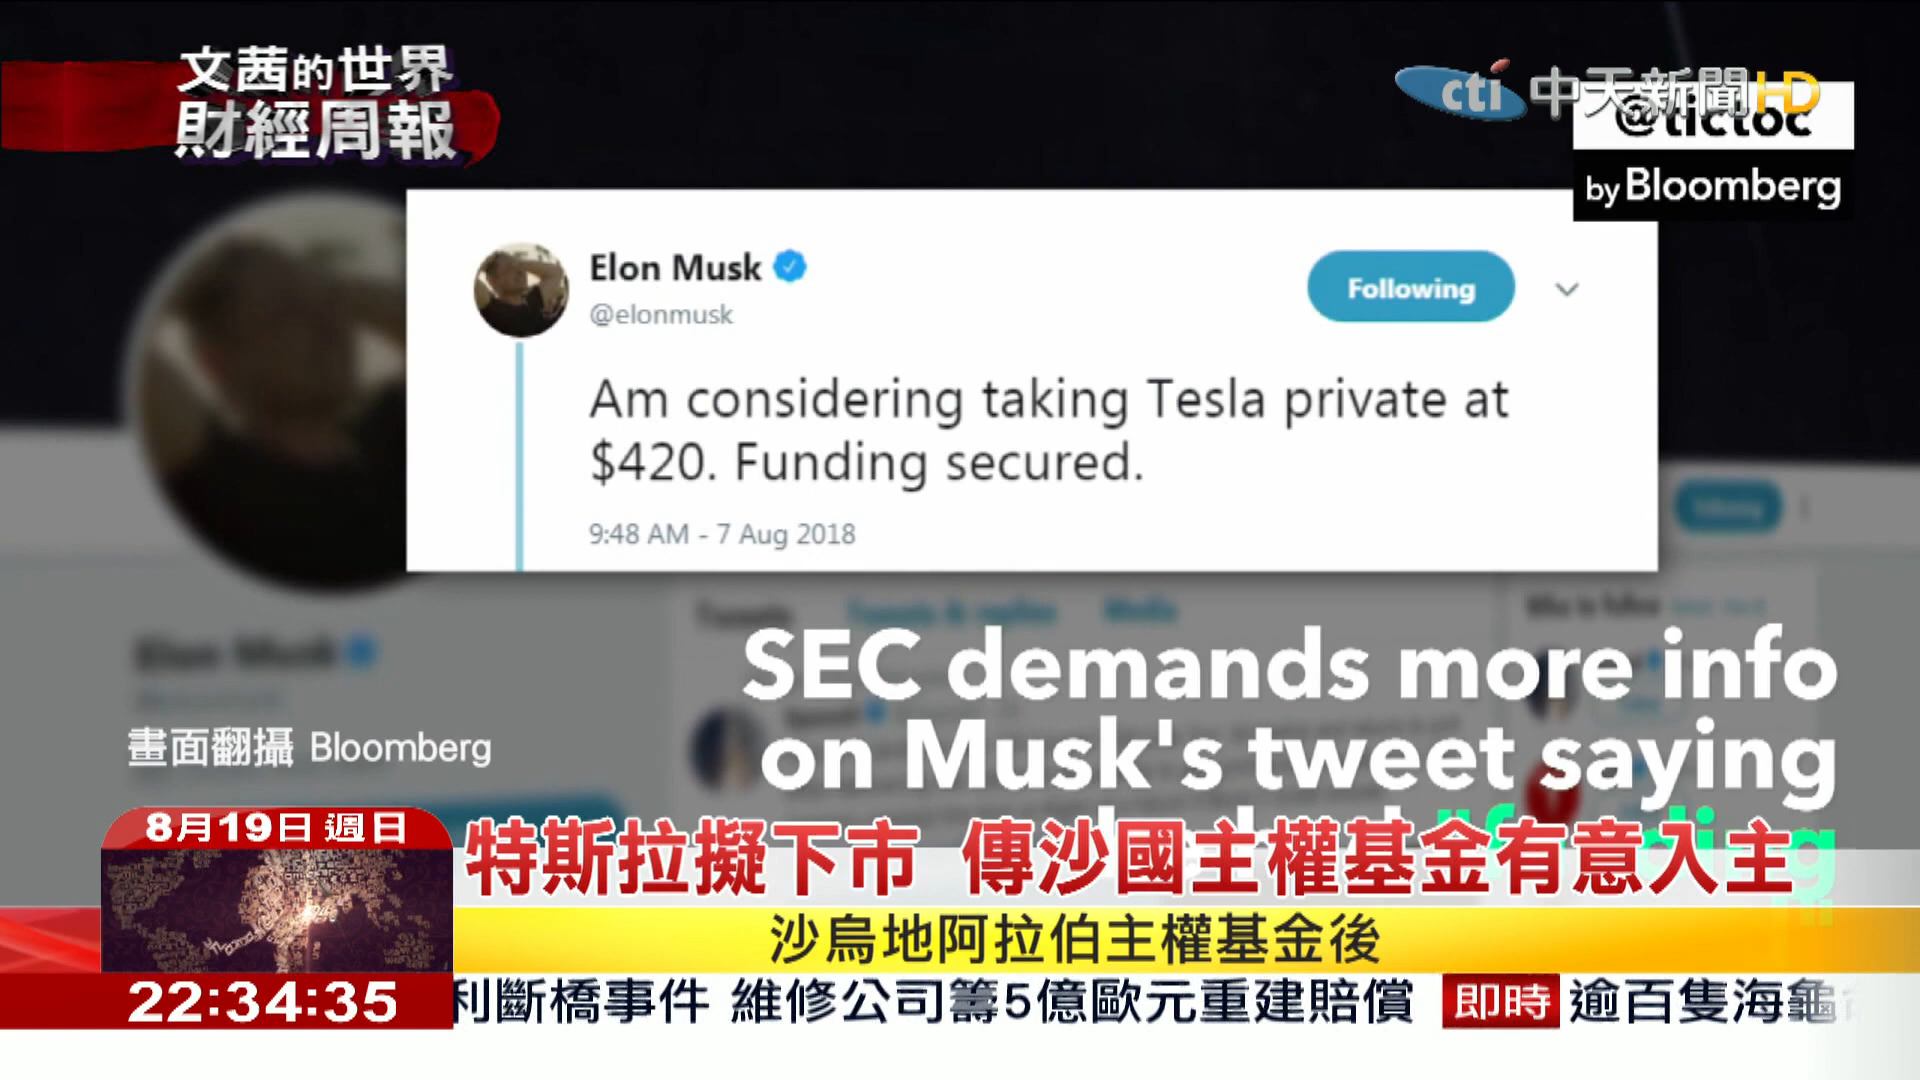 文茜的世界
財經周報
cti 中天新聞HD
@tictoc
by Bloomberg
Elon Musk
@elonmusk
Following
Am considering taking Tesla private at
$420. Funding secured.
9:48 AM - 7 Aug 2018
Elon Musk
Tweets Tweets & replies Media
SEC demands more info
on Musk's tweet saying
畫面翻攝 Bloomberg
8月19日 週日
特斯拉擬下市 傳沙國主權基金有意入主
沙烏地阿拉伯主權基金後
22:34:35
利斷橋事件 維修公司籌5億歐元重建賠償 即時 逾百隻海龜